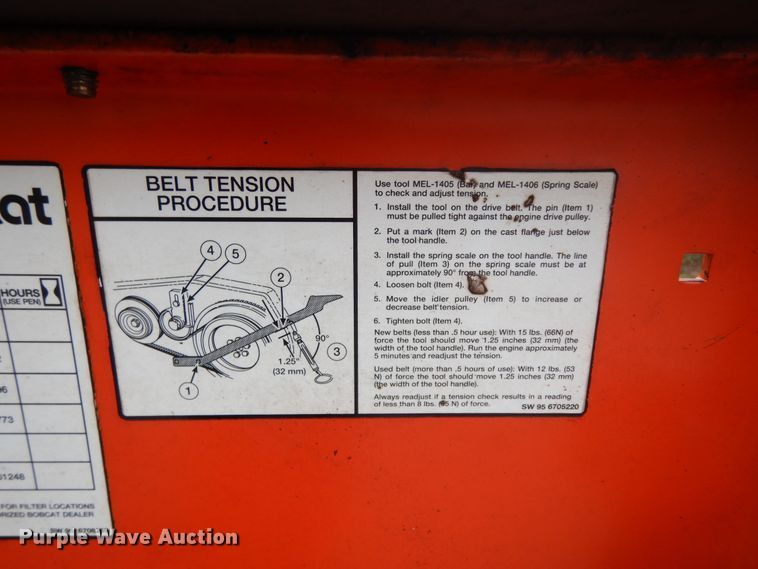 at
HOURS
(USE PEN)
773
61248
FOR FILTER LOCATIONS
BOBCAT DEALER
BELT TENSION
PROCEDURE
4
5
2
90°
3
1.25"
(32 mm)
1
Use tool MEL-1405 (Bar) and MEL-1406 (Spring Scale)
to check and adjust tension.
1. Install the tool on the drive belt. The pin (Item 1)
must be pulled tight against the engine drive pulley.
2. Put a mark (Item 2) on the cast flange just below
the tool handle.
3. Install the spring scale on the tool handle. The line
of pull (Item 3) on the spring scale must be at
approximately 90° from the tool handle.
4. Loosen bolt (Item 4).
5. Move the idler pulley (Item 5) to increase or
decrease belt tension.
6. Tighten bolt (Item 4).
New belts (less than .5 hour use): With 15 lbs. (66N) of
force the tool should move 1.25 inches (32 mm) (the
width of the tool handle). Run the engine approximately
5 minutes and readjust the tension.
Used belt (more than .5 hours of use): With 12 lbs. (53
N) of force the tool should move 1.25 inches (32 mm)
(the width of the tool handle).
Always readjust if a tension check results in a reading
of less than 8 lbs. (35 N) of force.
SW 95 6705220
Purple Wave Auction